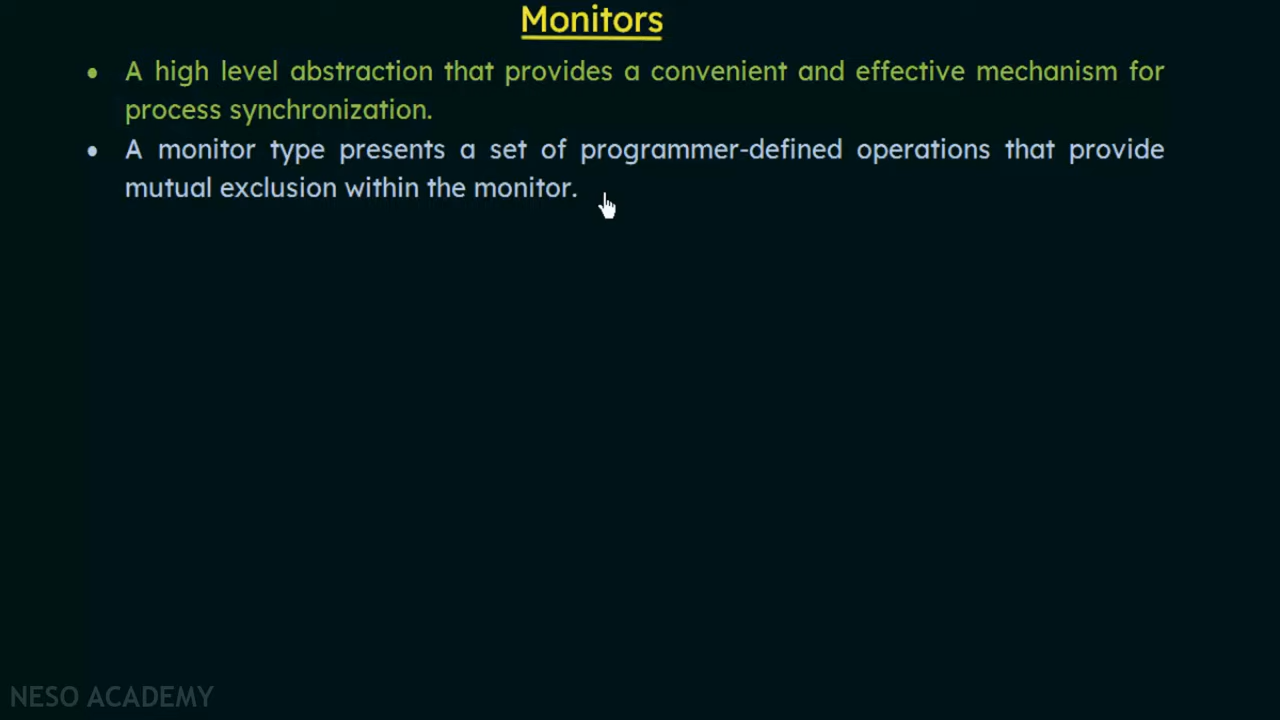 Monitors
• A high level abstraction that provides a convenient and effective mechanism for
process synchronization.
• A monitor type presents a set of programmer-defined operations that provide
mutual exclusion within the monitor.
NESO ACADEMY